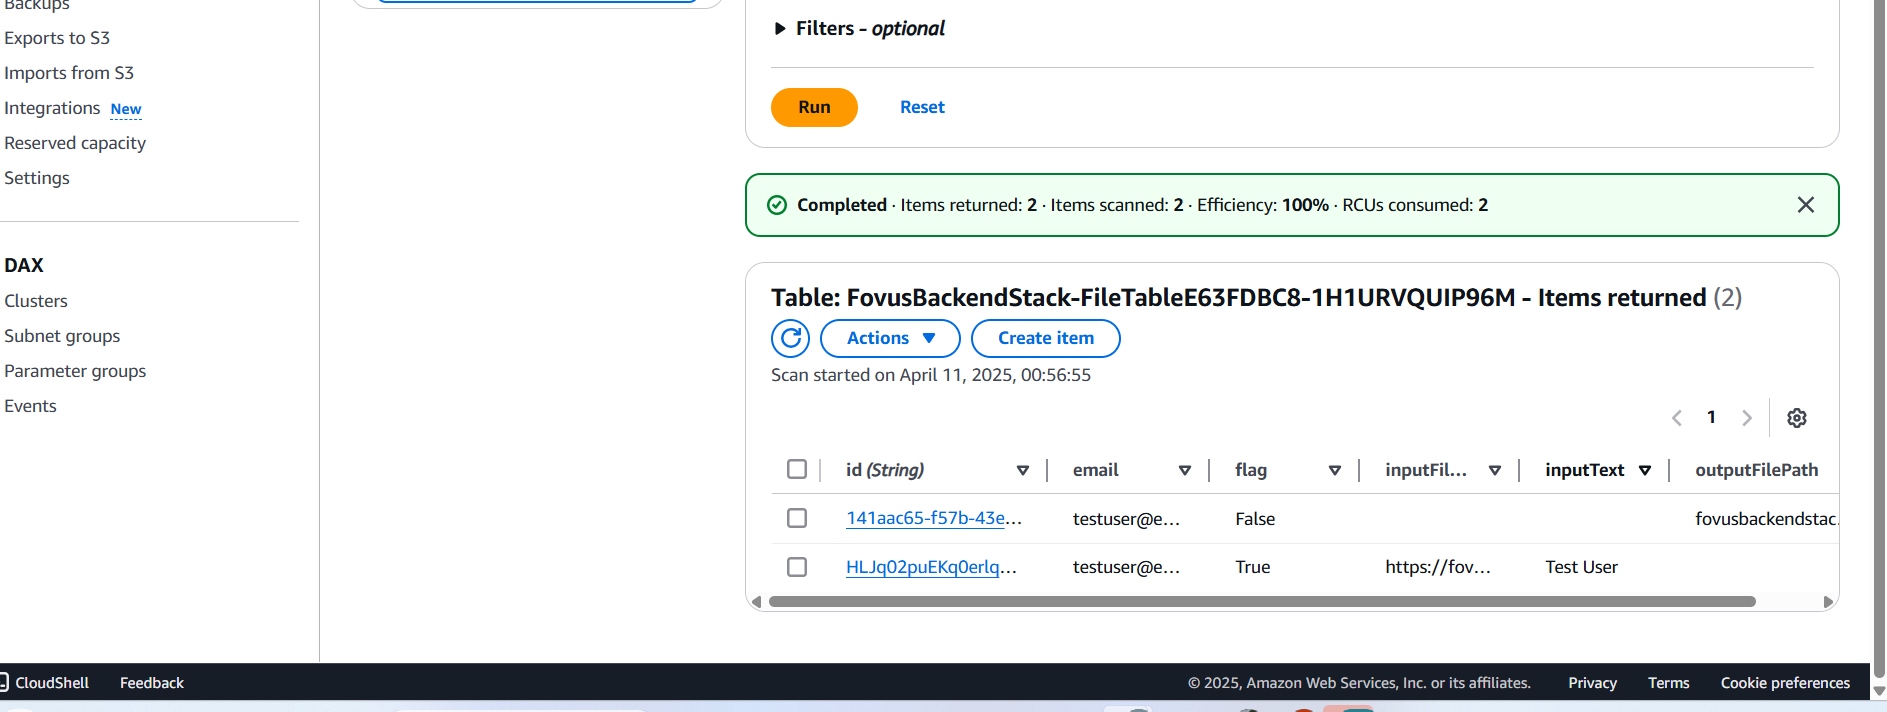 Backups
Exports to S3
Imports from S3
Integrations New
Reserved capacity
Settings
DAX
Clusters
Subnet groups
Parameter groups
Events
Filters - optional
Run Reset
Completed · Items returned: 2 · Items scanned: 2 · Efficiency: 100% · RCUs consumed: 2
Table: FovusBackendStack-FileTableE63FDBC8-1H1URVQUIP96M - Items returned (2)
Actions Create item
Scan started on April 11, 2025, 00:56:55
1
id (String) email flag inputFil... inputText outputFilePath
141aac65-f57b-43e... testuser@e... False fovusbackendstac.
HLJq02puEKq0erlq... testuser@e... True https://fov... Test User
CloudShell Feedback © 2025, Amazon Web Services, Inc. or its affiliates. Privacy Terms Cookie preferences